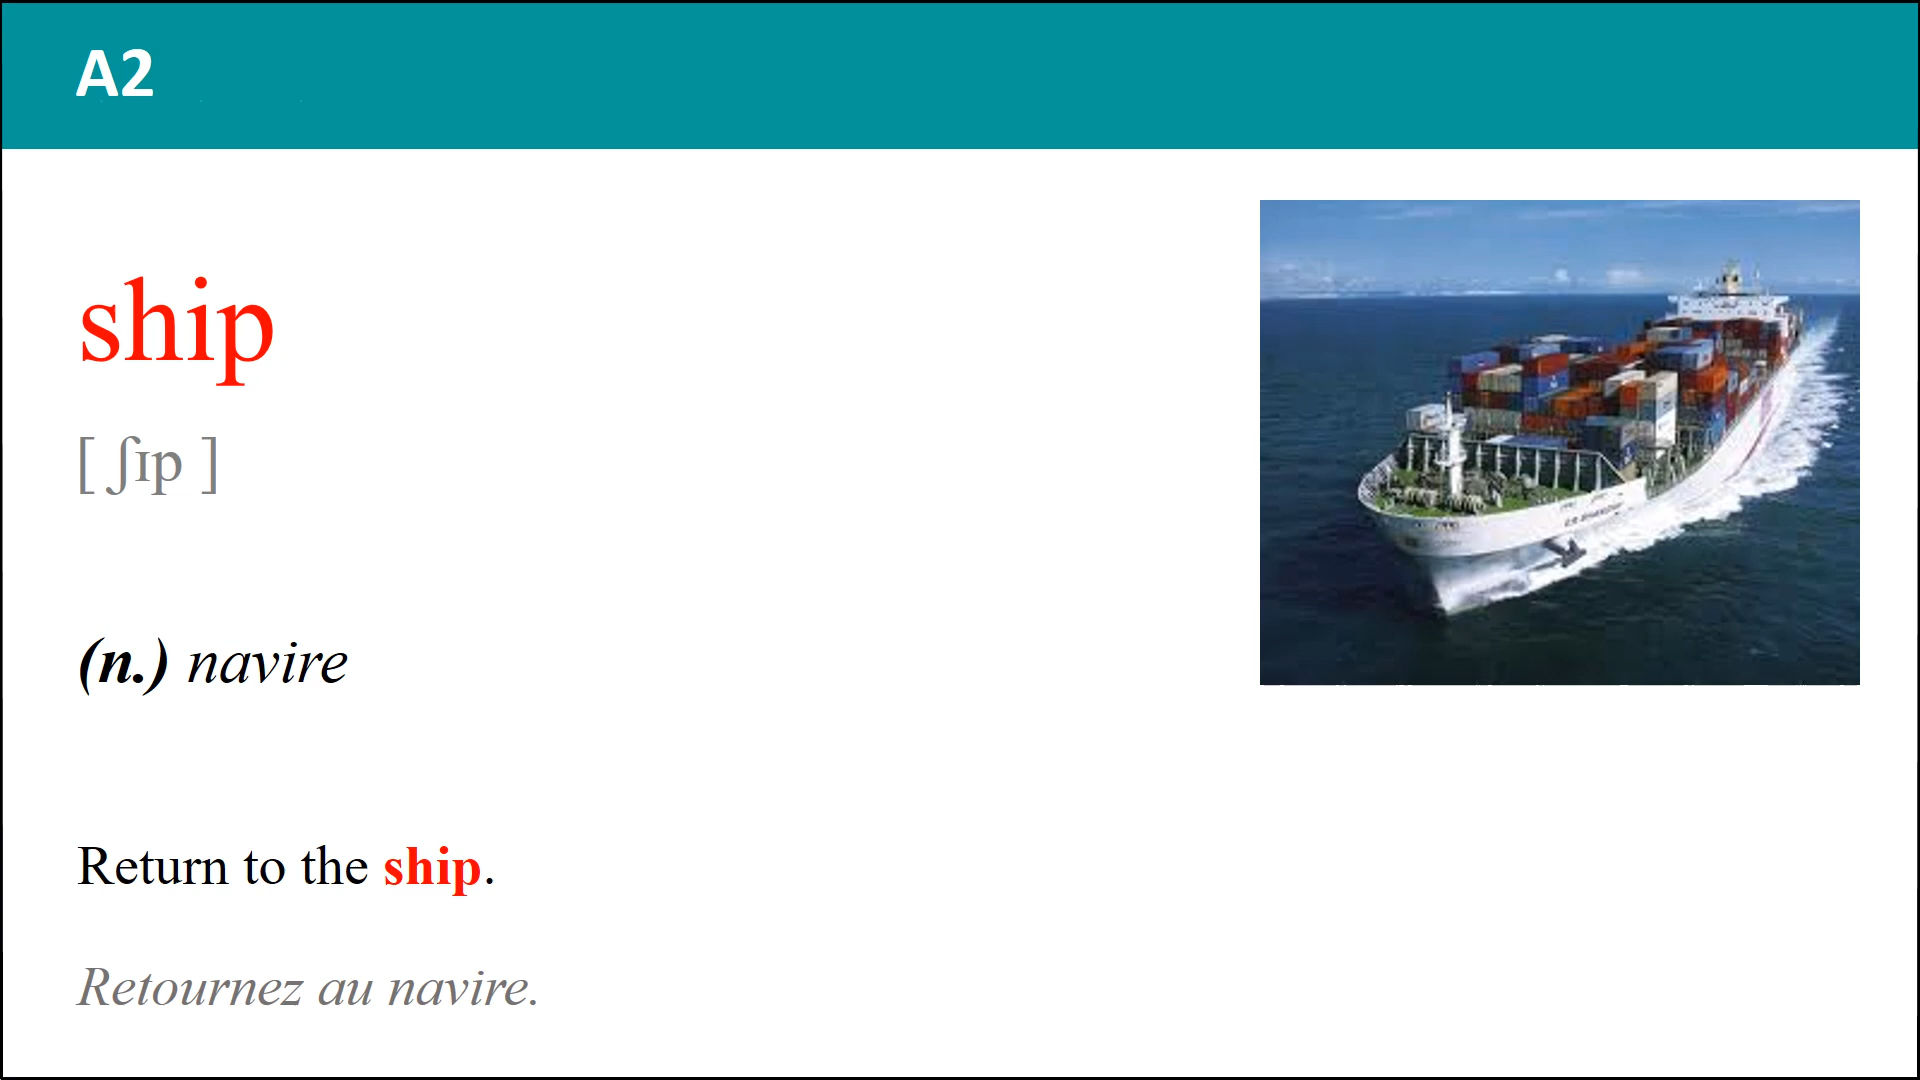 A2
ship
[ ʃɪp ]
(n.) navire
Return to the ship.
Retournez au navire.